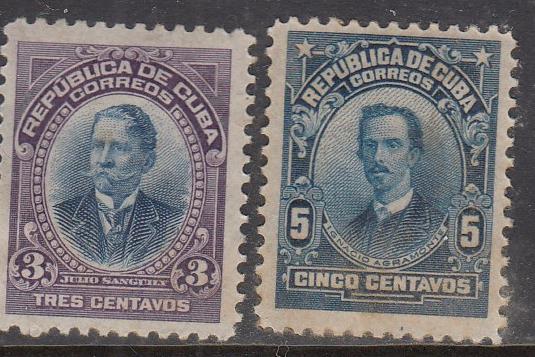 REPÚBLICA DE CUBA
CORREOS
3 3
JULIO SANGUILY
TRES CENTAVOS
REPUBLICA DE CUBA
CORREOS
5 5
IGNACIO AGRAMONTE
CINCO CENTAVOS